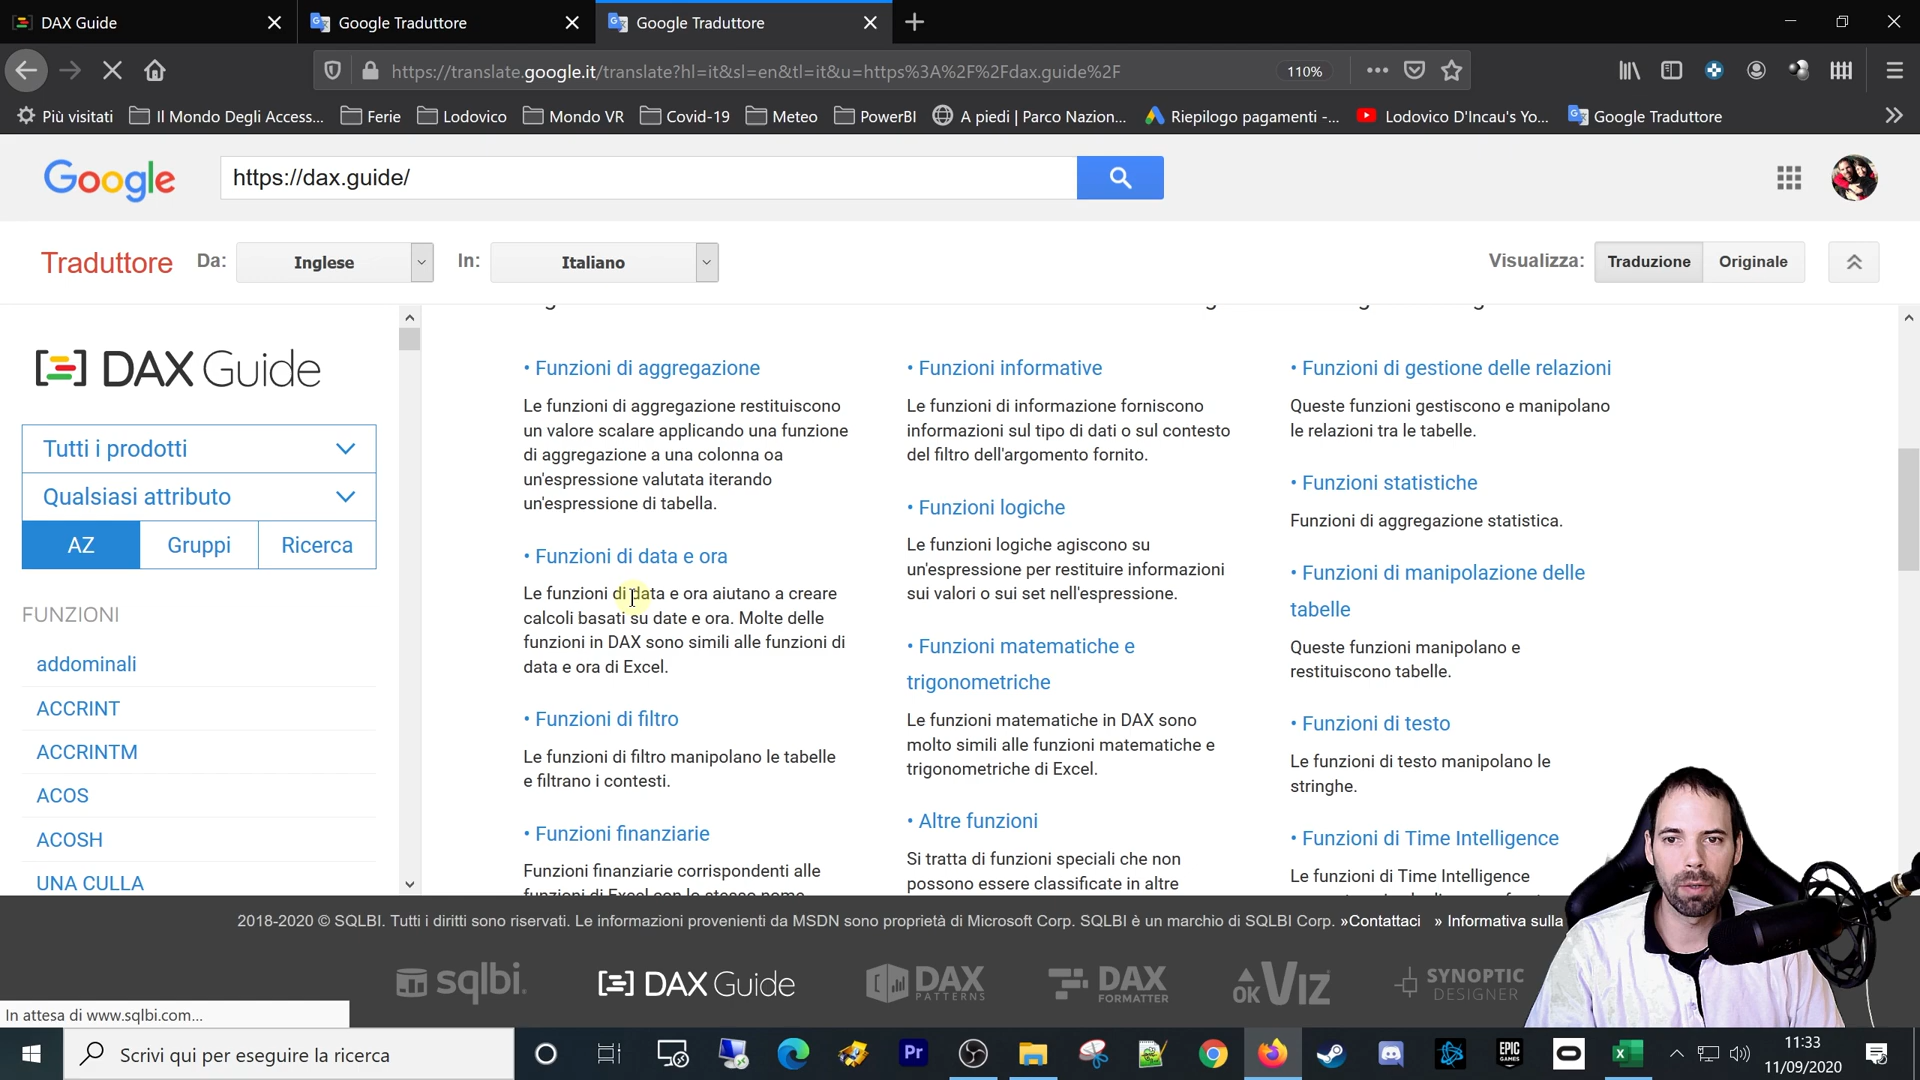 DAX Guide
Google Traduttore
Google Traduttore
https://translate.google.it/translate?hl=it&sl=en&tl=it&u=https%3A%2F%2Fdax.guide%2F
110%
Più visitati
Il Mondo Degli Access...
Ferie
Lodovico
Mondo VR
Covid-19
Meteo
PowerBI
A piedi | Parco Nazion...
Riepilogo pagamenti -...
Lodovico D'Incau's Yo...
Google Traduttore
Google
https://dax.guide/
Traduttore
Da:
Inglese
In:
Italiano
Visualizza:
Traduzione
Originale
DAX Guide
Tutti i prodotti
Qualsiasi attributo
AZ
Gruppi
Ricerca
FUNZIONI
addominali
ACCRINT
ACCRINTM
ACOS
ACOSH
UNA CULLA
• Funzioni di aggregazione
Le funzioni di aggregazione restituiscono
un valore scalare applicando una funzione
di aggregazione a una colonna oa
un'espressione valutata iterando
un'espressione di tabella.
• Funzioni di data e ora
Le funzioni di data e ora aiutano a creare
calcoli basati su date e ora. Molte delle
funzioni in DAX sono simili alle funzioni di
data e ora di Excel.
• Funzioni di filtro
Le funzioni di filtro manipolano le tabelle
e filtrano i contesti.
• Funzioni finanziarie
Funzioni finanziarie corrispondenti alle
funzioni di Excel con lo stesso nome
• Funzioni informative
Le funzioni di informazione forniscono
informazioni sul tipo di dati o sul contesto
del filtro dell'argomento fornito.
• Funzioni logiche
Le funzioni logiche agiscono su
un'espressione per restituire informazioni
sui valori o sui set nell'espressione.
• Funzioni matematiche e
trigonometriche
Le funzioni matematiche in DAX sono
molto simili alle funzioni matematiche e
trigonometriche di Excel.
• Altre funzioni
Si tratta di funzioni speciali che non
possono essere classificate in altre
• Funzioni di gestione delle relazioni
Queste funzioni gestiscono e manipolano
le relazioni tra le tabelle.
• Funzioni statistiche
Funzioni di aggregazione statistica.
• Funzioni di manipolazione delle
tabelle
Queste funzioni manipolano e
restituiscono tabelle.
• Funzioni di testo
Le funzioni di testo manipolano le
stringhe.
• Funzioni di Time Intelligence
Le funzioni di Time Intelligence
2018-2020 © SQLBI. Tutti i diritti sono riservati. Le informazioni provenienti da MSDN sono proprietà di Microsoft Corp. SQLBI è un marchio di SQLBI Corp. »Contattaci » Informativa sulla
sqlbi.
DAX Guide
DAX
PATTERNS
DAX
FORMATTER
OK VIZ
SYNOPTIC
DESIGNER
In attesa di www.sqlbi.com...
Scrivi qui per eseguire la ricerca
Pr
EPIC
GAMES
11:33
11/09/2020